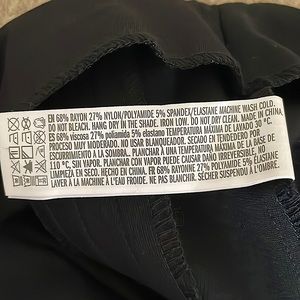 EN 68% RAYON 27% NYLON/POLYAMIDE 5% SPANDEX/ELASTANE MACHINE WASH COLD.
DO NOT BLEACH. HANG DRY IN THE SHADE. IRON LOW. DO NOT DRY CLEAN. MADE IN CHINA.
ES 68% viscosa 27% poliamida 5% elastano TEMPERATURA MAXIMA DE LAVADO 30 °C.
PROCESO MUY MODERADO. NO USAR BLANQUEADOR. SECADO EN TENDEDERO BAJO
ESCURRIMIENTO A LA SOMBRA. PLANCHAR A UNA TEMPERATURA MAXIMA DE LA BASE DE
110 °C. SIN VAPOR. PLANCHAR CON VAPOR PUEDE CAUSAR DAÑO IRREVERSIBLE. NO
LIMPIEZA EN SECO. HECHO EN CHINA. FR 68% RAYONNE 27% POLYAMIDE 5% ÉLASTANE
LAVER À LA MACHINE À L'EAU FROIDE. NE PAS BLANCHIR. SÉCHER SUSPENDU À L'OMBRE.